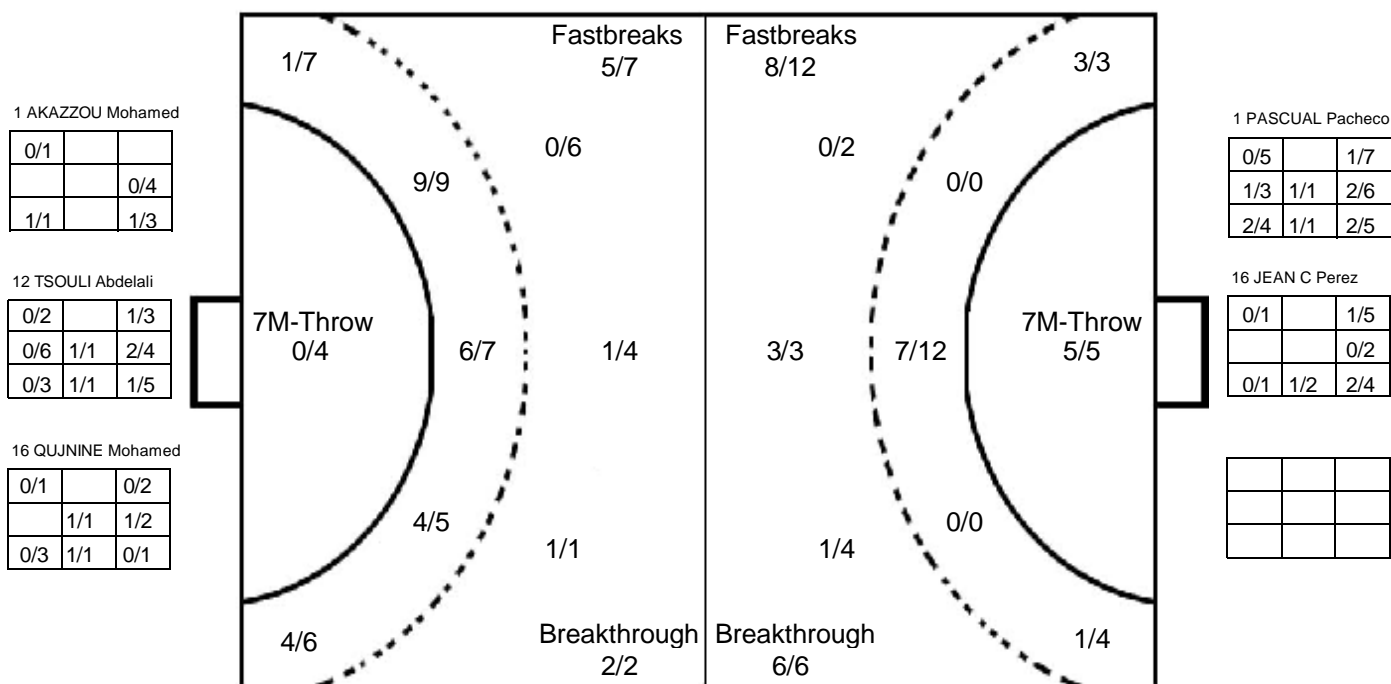 Fastbreaks Fastbreaks
1/7 5/7 8/12 3/3
1 AKAZZOU Mohamed
0/1
0/4
1/1 1/3
0/6 0/2
9/9 0/0
1 PASCUAL Pacheco
0/5 1/7
1/3 1/1 2/6
2/4 1/1 2/5
12 TSOULI Abdelali
0/2 1/3
0/6 1/1 2/4
0/3 1/1 1/5
7M-Throw
0/4
6/7 1/4 3/3 7/12
7M-Throw
5/5
16 JEAN C Perez
0/1 1/5
0/2
0/1 1/2 2/4
16 QUJNINE Mohamed
0/1 0/2
1/1 1/2
0/3 1/1 0/1
4/5 0/0
1/1 1/4
4/6 1/4
Breakthrough Breakthrough
2/2 6/6